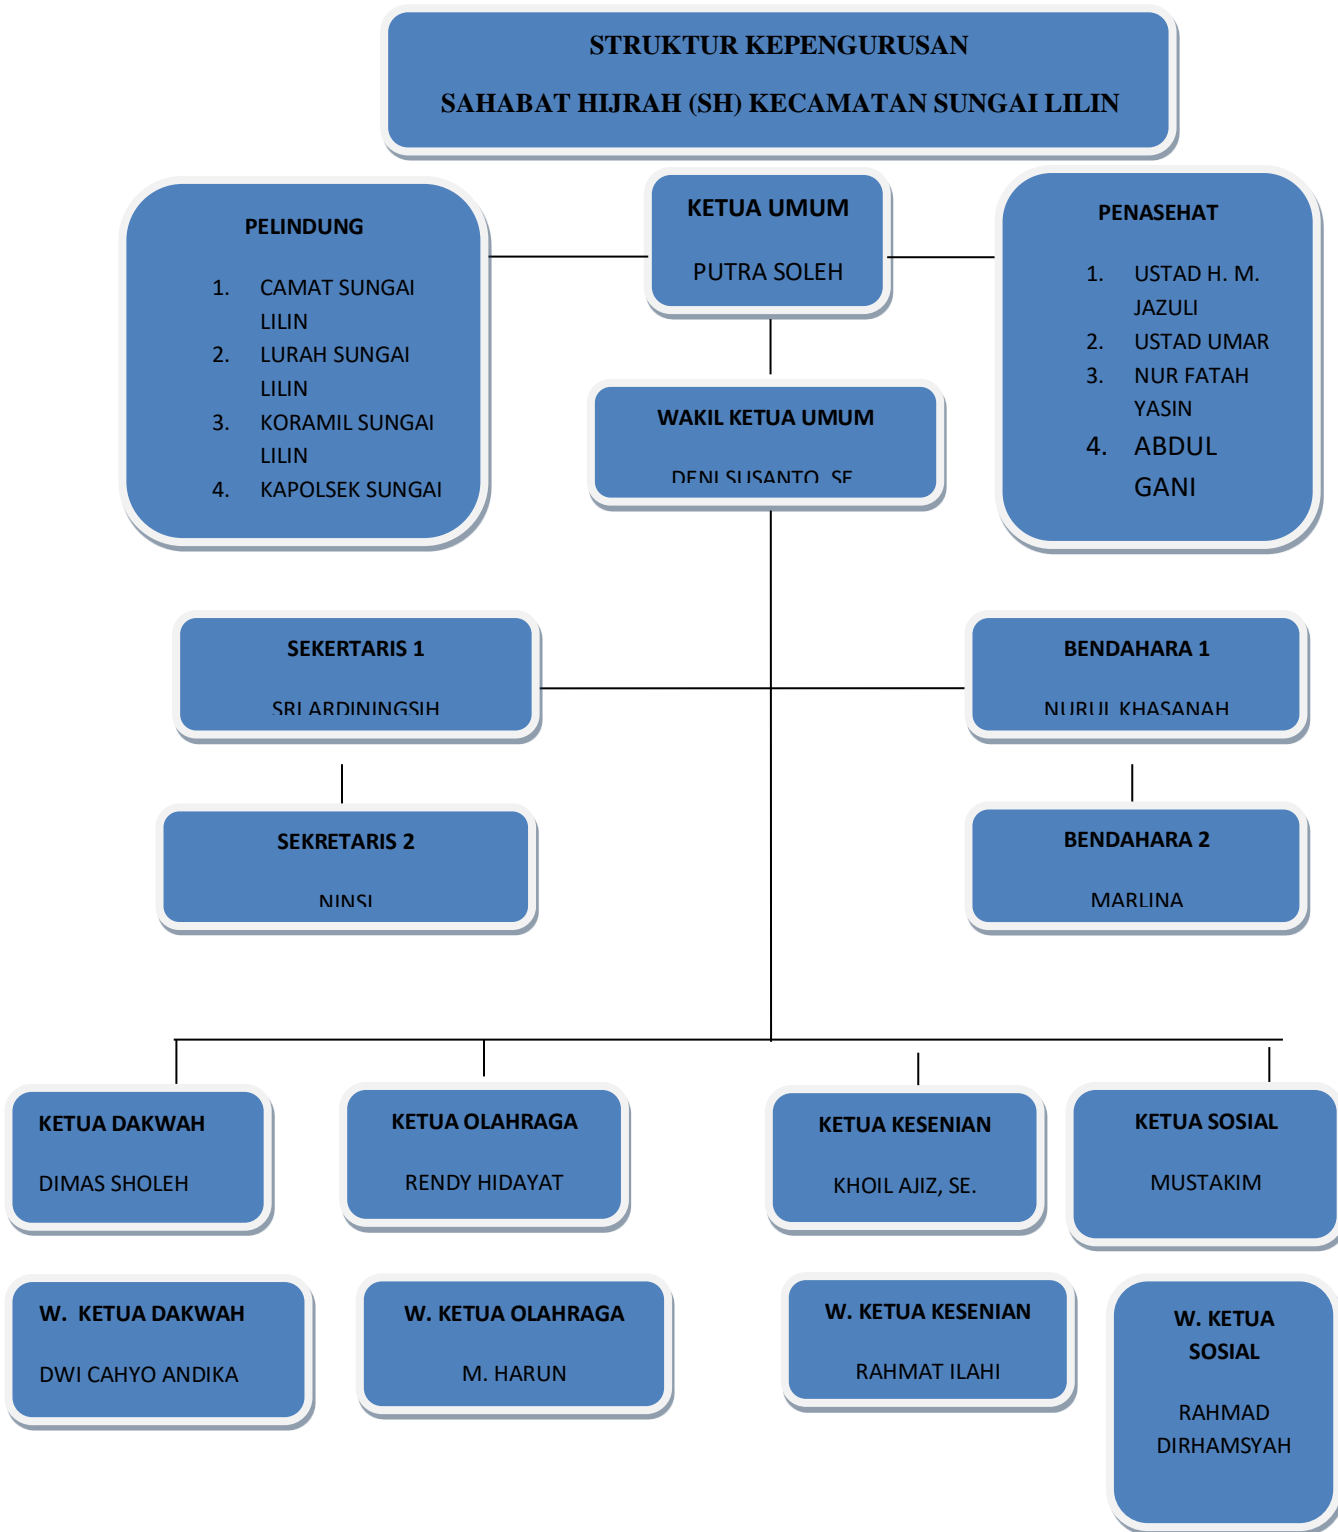 STRUKTUR KEPENGURUSAN
SAHABAT HIJRAH (SH) KECAMATAN SUNGAI LILIN
PELINDUNG
1. CAMAT SUNGAI
LILIN
2. LURAH SUNGAI
LILIN
3. KORAMIL SUNGAI
LILIN
4. KAPOLSEK SUNGAI
KETUA UMUM
PUTRA SOLEH
PENASEHAT
1. USTAD H. M.
JAZULI
2. USTAD UMAR
3. NUR FATAH
YASIN
4. ABDUL
GANI
WAKIL KETUA UMUM
DENI SUSANTO, SE
SEKERTARIS 1
SRI ARDININGSIH
BENDAHARA 1
NURUL KHASANAH
SEKRETARIS 2
NINSI
BENDAHARA 2
MARLINA
KETUA DAKWAH
DIMAS SHOLEH
KETUA OLAHRAGA
RENDY HIDAYAT
KETUA KESENIAN
KHOIL AJIZ, SE.
KETUA SOSIAL
MUSTAKIM
W. KETUA DAKWAH
DWI CAHYO ANDIKA
W. KETUA OLAHRAGA
M. HARUN
W. KETUA KESENIAN
RAHMAT ILAHI
W. KETUA
SOSIAL
RAHMAD
DIRHAMSYAH